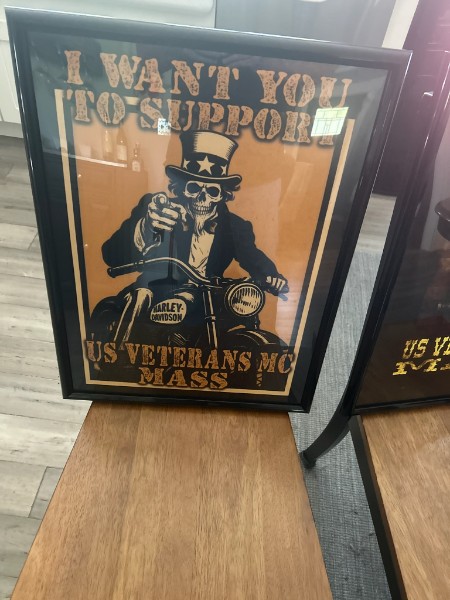 I WANT YOU
TO SUPPORT
HARLEY-
DAVIDSON
US VETERANS MC
MASS
US VE